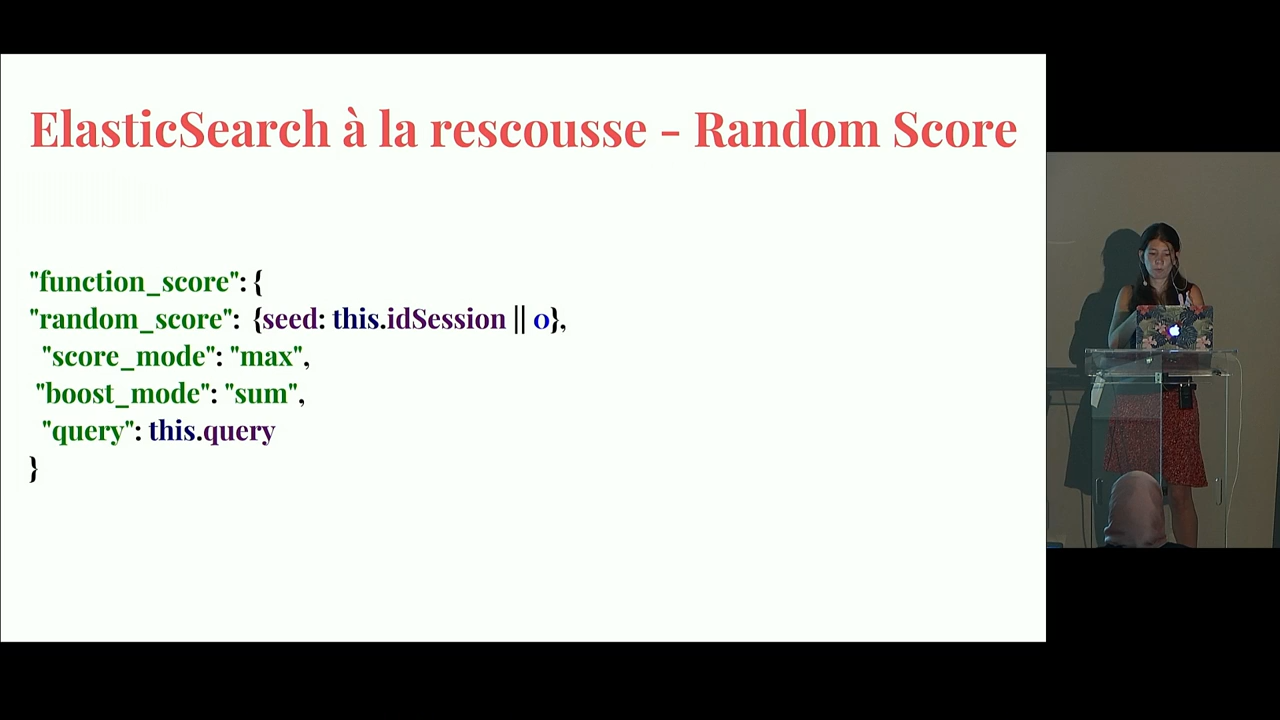 ElasticSearch à la rescousse - Random Score
"function_score": {
"random_score": {seed: this.idSession || 0},
"score_mode": "max",
"boost_mode": "sum",
"query": this.query
}